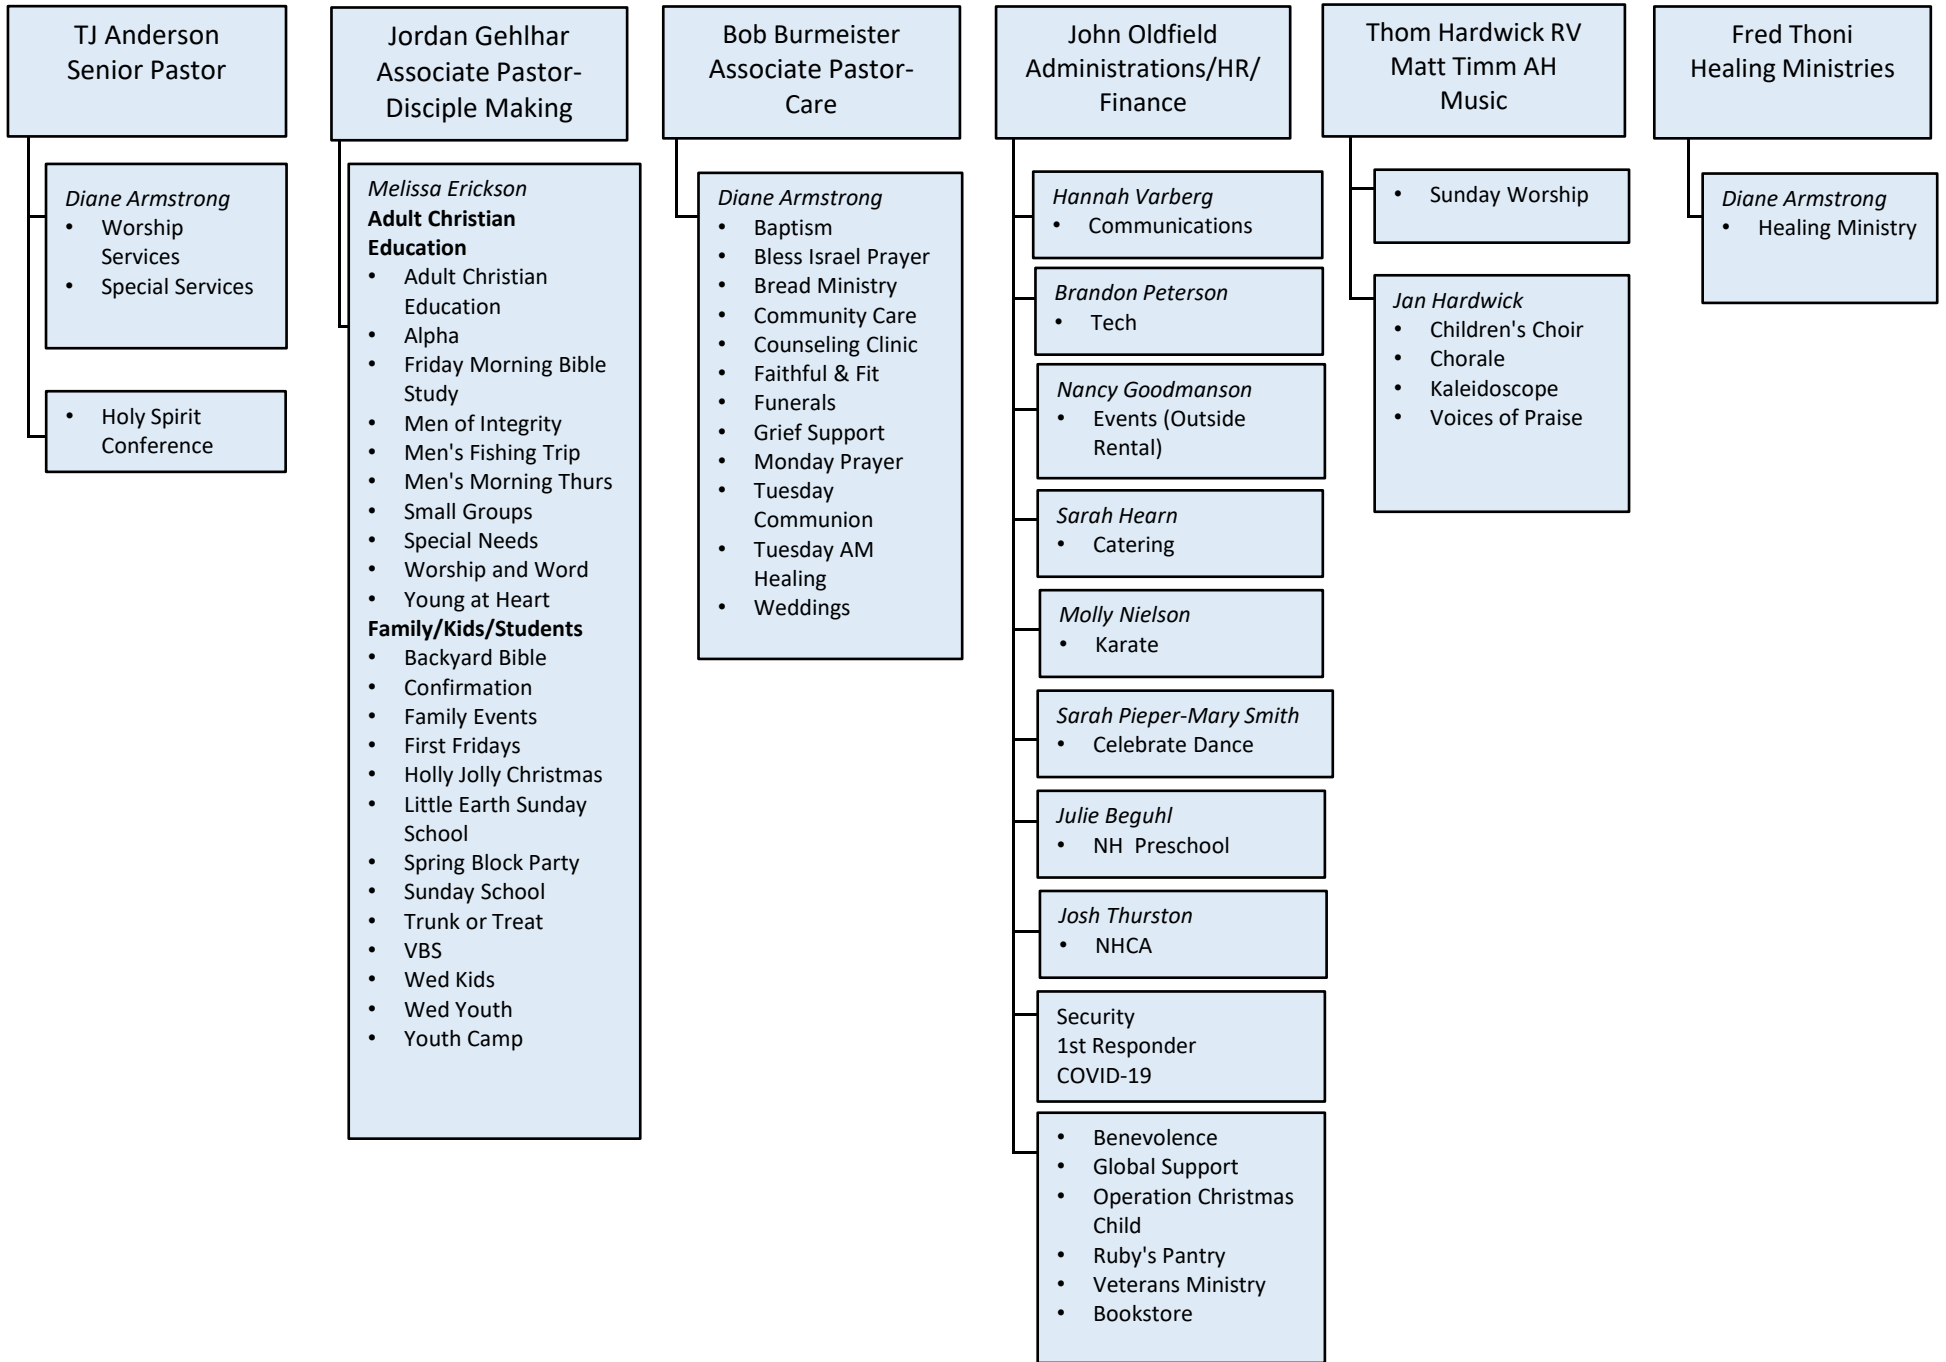 TJ Anderson
Senior Pastor
Diane Armstrong
• Worship
Services
• Special Services
• Holy Spirit
Conference
Jordan Gehlhar
Associate Pastor-
Disciple Making
Melissa Erickson
Adult Christian
Education
• Adult Christian
Education
• Alpha
• Friday Morning Bible
Study
• Men of Integrity
• Men's Fishing Trip
• Men's Morning Thurs
• Small Groups
• Special Needs
• Worship and Word
• Young at Heart
Family/Kids/Students
• Backyard Bible
• Confirmation
• Family Events
• First Fridays
• Holly Jolly Christmas
• Little Earth Sunday
School
• Spring Block Party
• Sunday School
• Trunk or Treat
• VBS
• Wed Kids
• Wed Youth
• Youth Camp
Bob Burmeister
Associate Pastor-
Care
Diane Armstrong
• Baptism
• Bless Israel Prayer
• Bread Ministry
• Community Care
• Counseling Clinic
• Faithful & Fit
• Funerals
• Grief Support
• Monday Prayer
• Tuesday
Communion
• Tuesday AM
Healing
• Weddings
John Oldfield
Administrations/HR/
Finance
Hannah Varberg
• Communications
Brandon Peterson
• Tech
Nancy Goodmanson
• Events (Outside
Rental)
Sarah Hearn
• Catering
Molly Nielson
• Karate
Sarah Pieper-Mary Smith
• Celebrate Dance
Julie Beguhl
• NH  Preschool
Josh Thurston
• NHCA
Security
1st Responder
COVID-19
• Benevolence
• Global Support
• Operation Christmas
Child
• Ruby's Pantry
• Veterans Ministry
• Bookstore
Thom Hardwick RV
Matt Timm AH
Music
• Sunday Worship
Jan Hardwick
• Children's Choir
• Chorale
• Kaleidoscope
• Voices of Praise
Fred Thoni
Healing Ministries
Diane Armstrong
• Healing Ministry